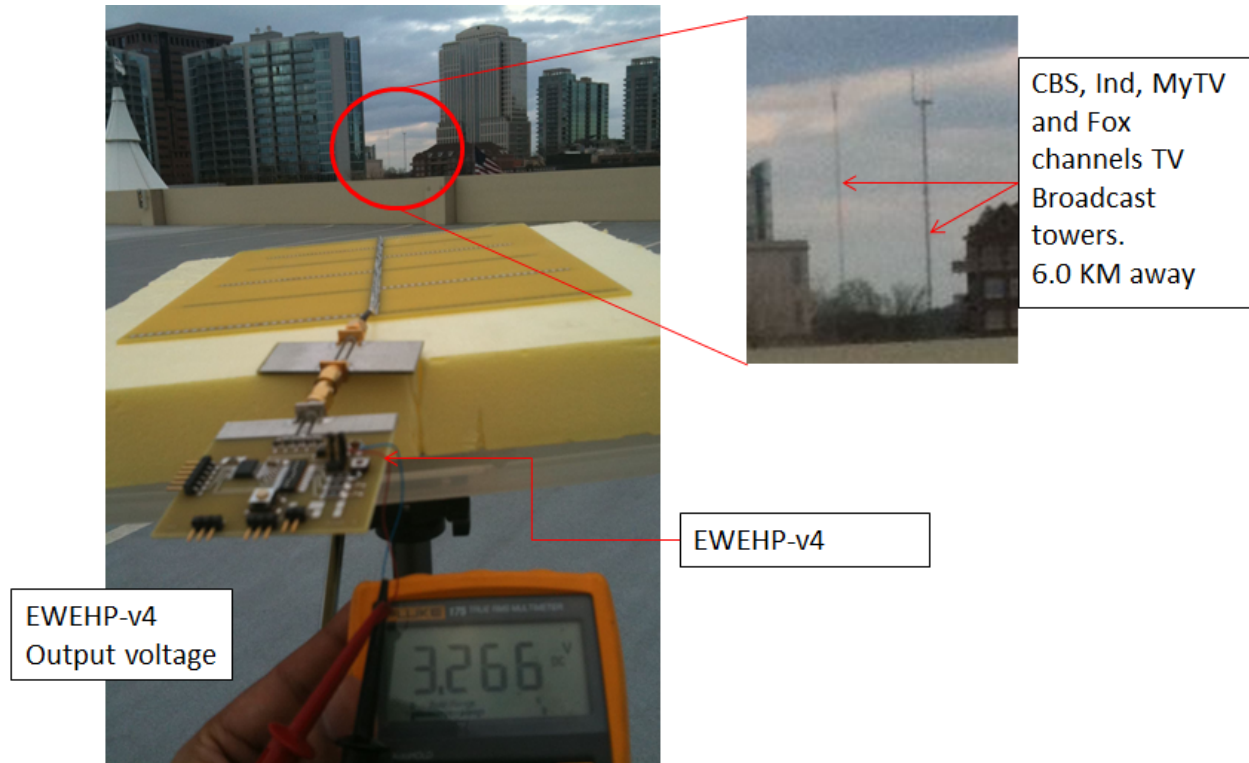 CBS, Ind, MyTV
and Fox
channels TV
Broadcast
towers.
6.0 KM away
EWEHP-v4
EWEHP-v4
Output voltage
FLUKE 175 TRUE RMS MULTIMETER
3.266 V
DC